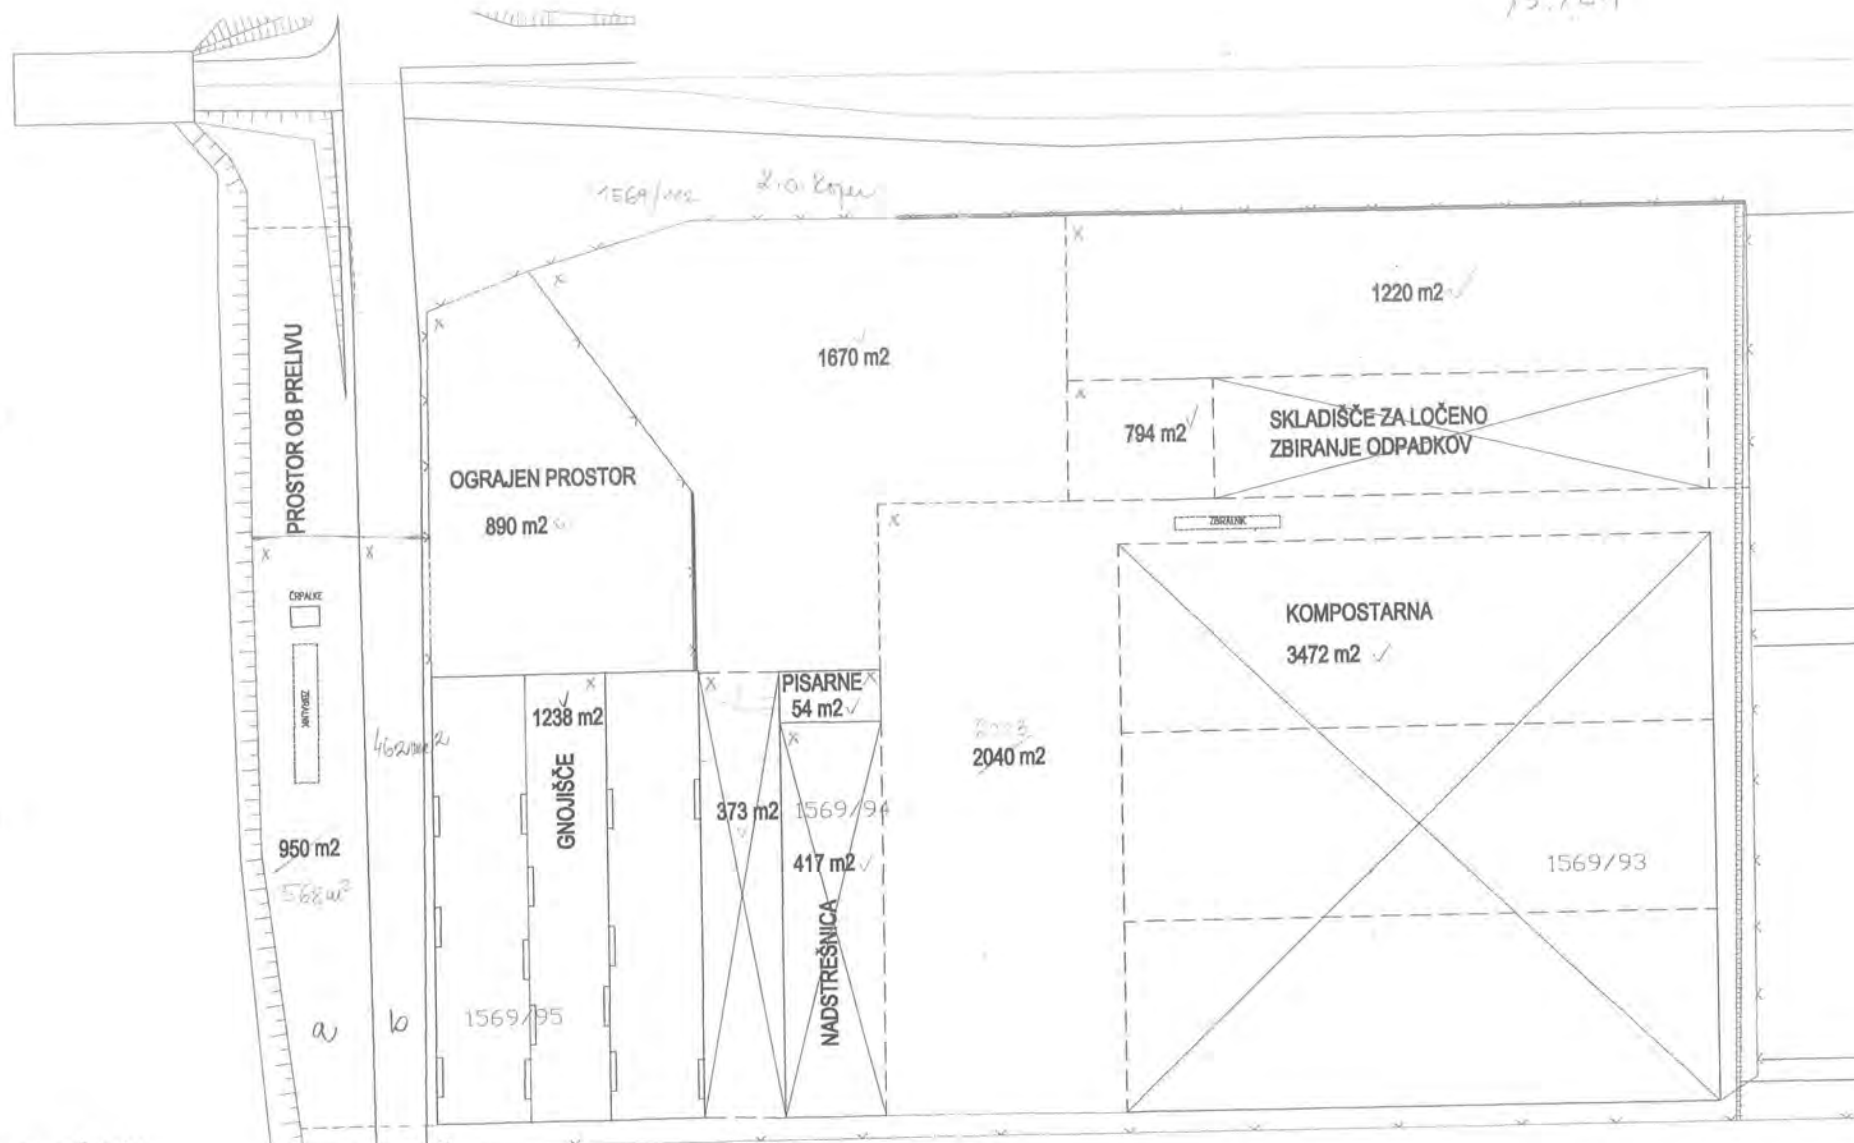 1569/112
1220 m2
1670 m2
PROSTOR OB PRELIVU
794 m2
SKLADIŠČE ZA LOČENO
ZBIRANJE ODPADKOV
OGRAJEN PROSTOR
890 m2
ZBIRALNIK
ČRPALKE
KOMPOSTARNA
3472 m2
ZBIRALNIK
PISARNE
54 m2
1238 m2
462 m2
2040 m2
GNOJIŠČE
373 m2
1569/94
950 m2
417 m2
1569/93
568 m2
NADSTREŠNICA
a
b
1569/95